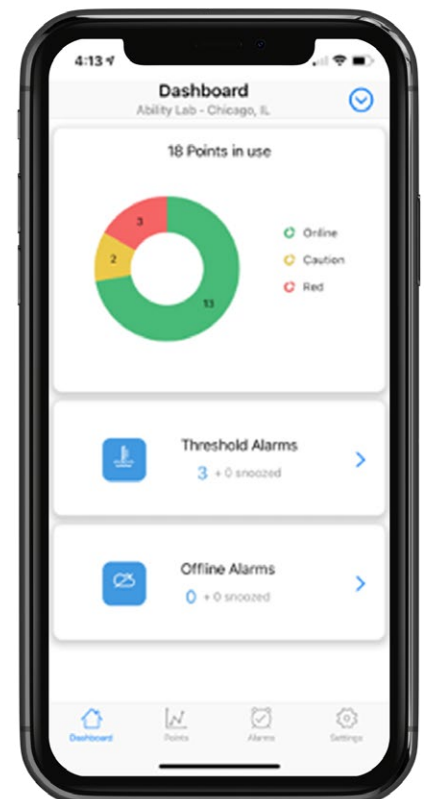 4:13
Dashboard
Ability Lab - Chicago, IL
18 Points in use
3
2
13
Online
Caution
Red
Threshold Alarms
3 + 0 snoozed
Offline Alarms
0 + 0 snoozed
Dashboard
Points
Alarms
Settings